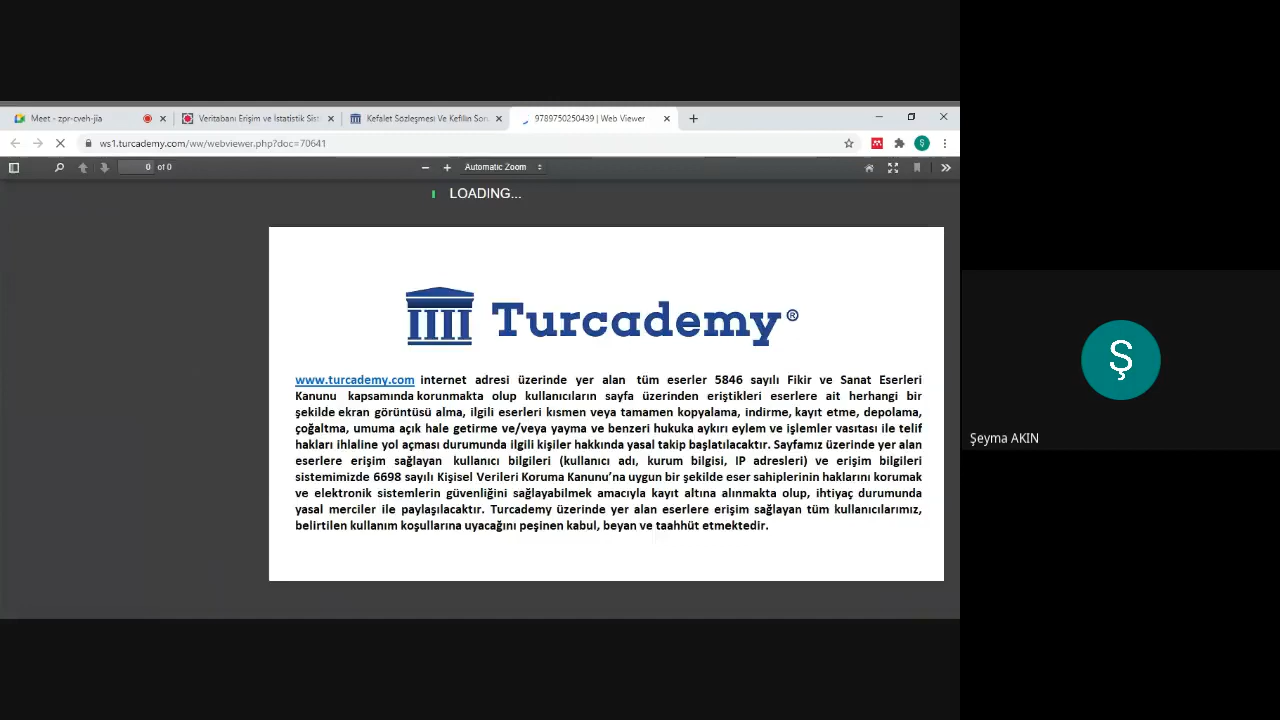 Meet - zpr-cveh-jia
Veritabanı Erişim ve İstatistik Sist
Kefalet Sözleşmesi Ve Kefilin Soru
9789750250439 | Web Viewer
ws1.turcademy.com/ww/webviewer.php?doc=70641
Ş
0 of 0
Automatic Zoom
LOADING...
Turcademy®
www.turcademy.com internet adresi üzerinde yer alan tüm eserler 5846 sayılı Fikir ve Sanat Eserleri
Kanunu kapsamında korunmakta olup kullanıcıların sayfa üzerinden eriştikleri eserlere ait herhangi bir
şekilde ekran görüntüsü alma, ilgili eserleri kısmen veya tamamen kopyalama, indirme, kayıt etme, depolama,
çoğaltma, umuma açık hale getirme ve/veya yayma ve benzeri hukuka aykırı eylem ve işlemler vasıtası ile telif
hakları ihlaline yol açması durumunda ilgili kişiler hakkında yasal takip başlatılacaktır. Sayfamız üzerinde yer alan
eserlere erişim sağlayan kullanıcı bilgileri (kullanıcı adı, kurum bilgisi, IP adresleri) ve erişim bilgileri
sistemimizde 6698 sayılı Kişisel Verileri Koruma Kanunu'na uygun bir şekilde eser sahiplerinin haklarını korumak
ve elektronik sistemlerin güvenliğini sağlayabilmek amacıyla kayıt altına alınmakta olup, ihtiyaç durumunda
yasal merciler ile paylaşılacaktır. Turcademy üzerinde yer alan eserlere erişim sağlayan tüm kullanıcılarımız,
belirtilen kullanım koşullarına uyacağını peşinen kabul, beyan ve taahhüt etmektedir.
Ş
Şeyma AKIN